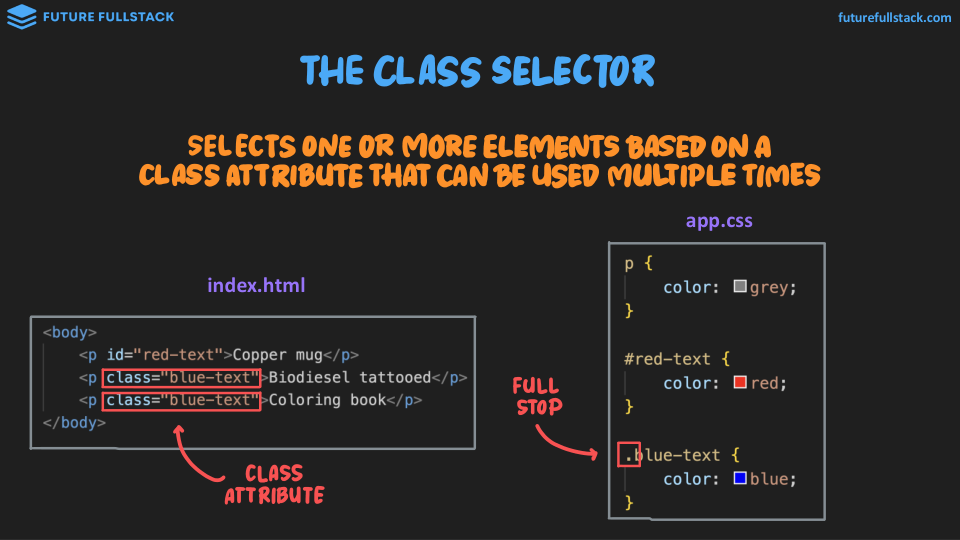 FUTURE FULLSTACK
futurefullstack.com
THE CLASS SELECTOR
SELECTS ONE OR MORE ELEMENTS BASED ON A
CLASS ATTRIBUTE THAT CAN BE USED MULTIPLE TIMES
index.html
<body>
    <p id="red-text">Copper mug</p>
    <p class="blue-text">Biodiesel tattooed</p>
    <p class="blue-text">Coloring book</p>
</body>
CLASS
ATTRIBUTE
app.css
p {
    color: grey;
}
#red-text {
    color: red;
}
FULL
STOP
.blue-text {
    color: blue;
}